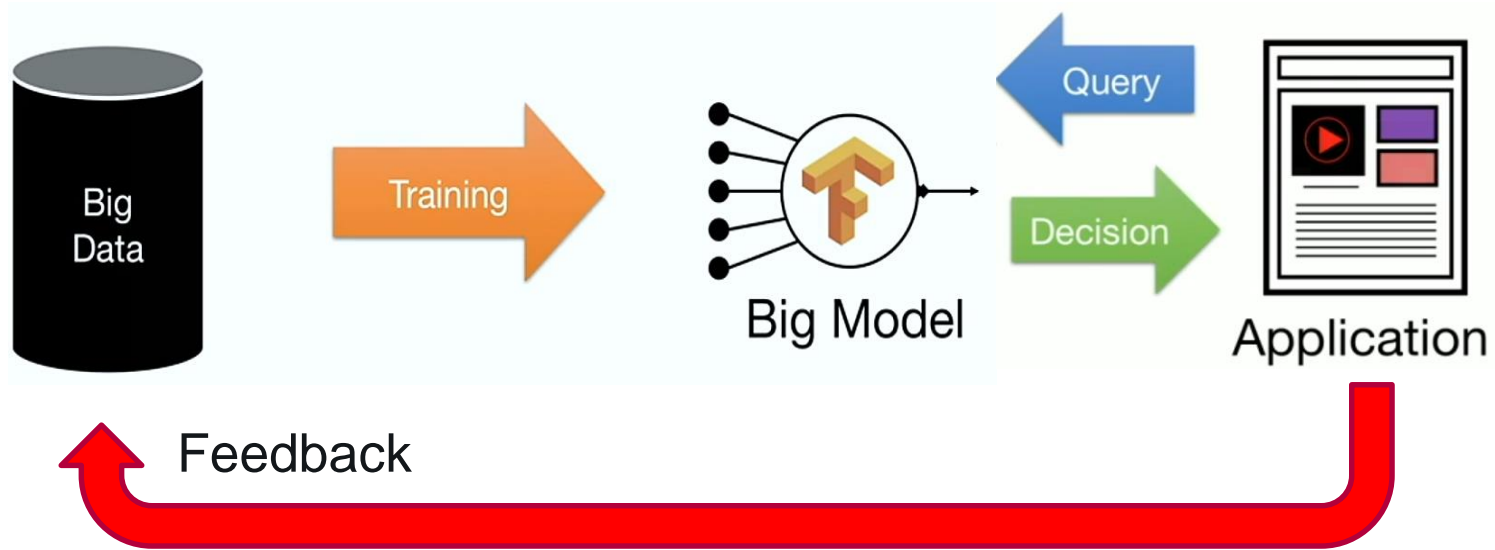 Big
Data
Training
Big Model
Query
Decision
Application
Feedback